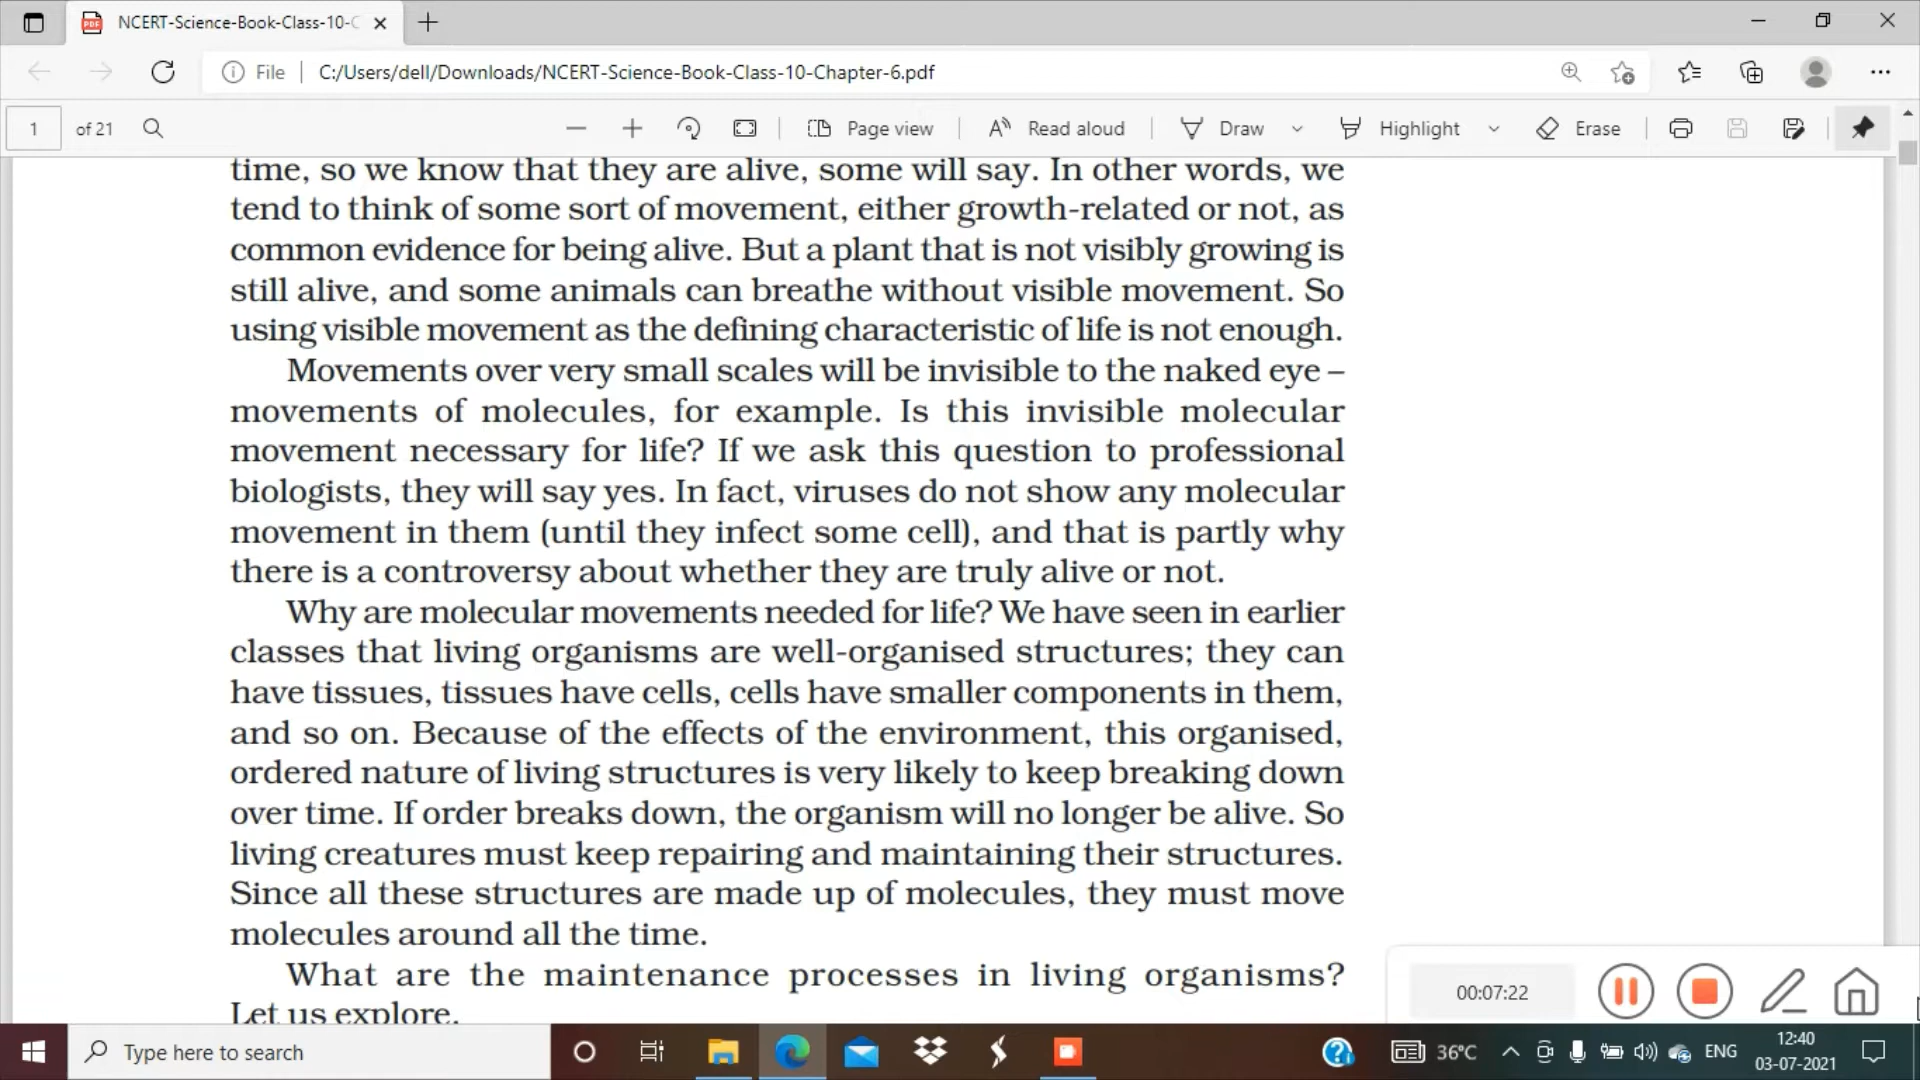 NCERT-Science-Book-Class-10-C
File
C:/Users/dell/Downloads/NCERT-Science-Book-Class-10-Chapter-6.pdf
1 of 21
Page view
Read aloud
Draw
Highlight
Erase
time, so we know that they are alive, some will say. In other words, we
tend to think of some sort of movement, either growth-related or not, as
common evidence for being alive. But a plant that is not visibly growing is
still alive, and some animals can breathe without visible movement. So
using visible movement as the defining characteristic of life is not enough.
Movements over very small scales will be invisible to the naked eye –
movements of molecules, for example. Is this invisible molecular
movement necessary for life? If we ask this question to professional
biologists, they will say yes. In fact, viruses do not show any molecular
movement in them (until they infect some cell), and that is partly why
there is a controversy about whether they are truly alive or not.
Why are molecular movements needed for life? We have seen in earlier
classes that living organisms are well-organised structures; they can
have tissues, tissues have cells, cells have smaller components in them,
and so on. Because of the effects of the environment, this organised,
ordered nature of living structures is very likely to keep breaking down
over time. If order breaks down, the organism will no longer be alive. So
living creatures must keep repairing and maintaining their structures.
Since all these structures are made up of molecules, they must move
molecules around all the time.
What are the maintenance processes in living organisms?
Let us explore.
00:07:22
Type here to search
36°C
ENG
12:40
03-07-2021